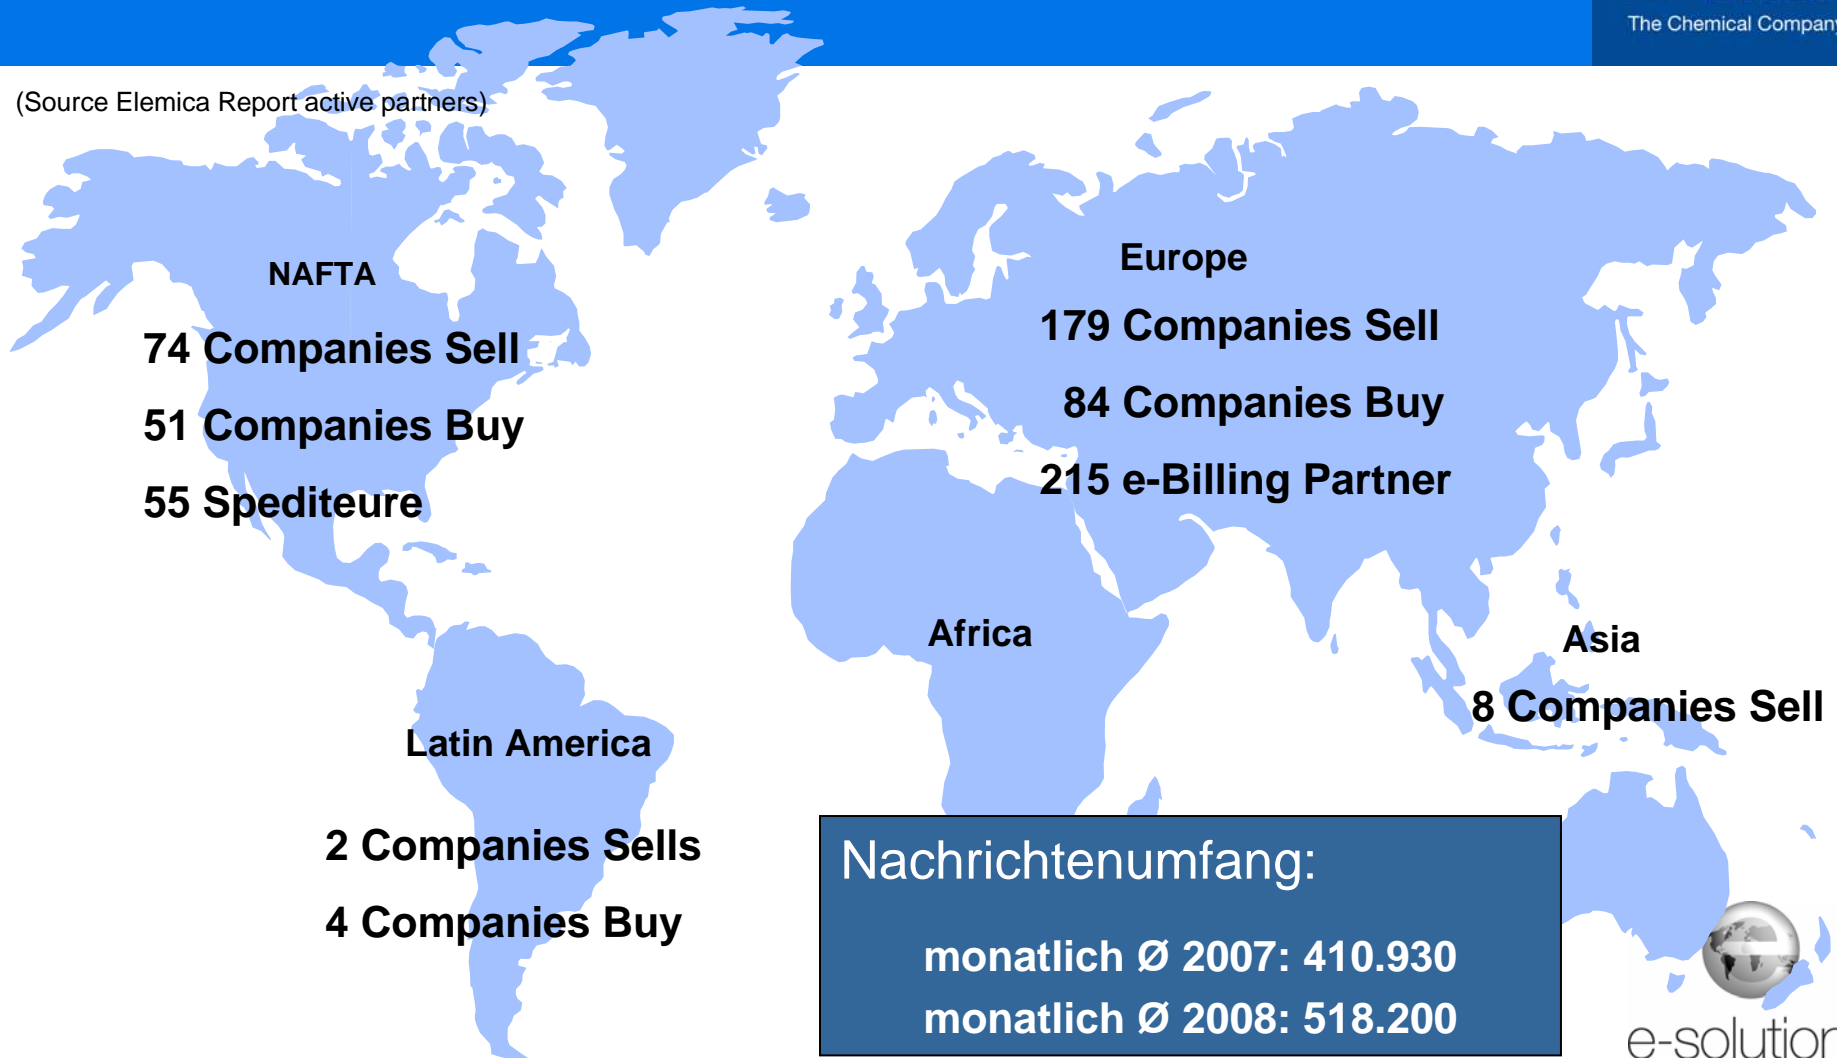 The Chemical Company
(Source Elemica Report active partners)
NAFTA
74 Companies Sell
51 Companies Buy
55 Spediteure
Europe
179 Companies Sell
84 Companies Buy
215 e-Billing Partner
Africa
Asia
8 Companies Sell
Latin America
2 Companies Sells
4 Companies Buy
Nachrichtenumfang:
monatlich Ø 2007: 410.930
monatlich Ø 2008: 518.200
e-solution